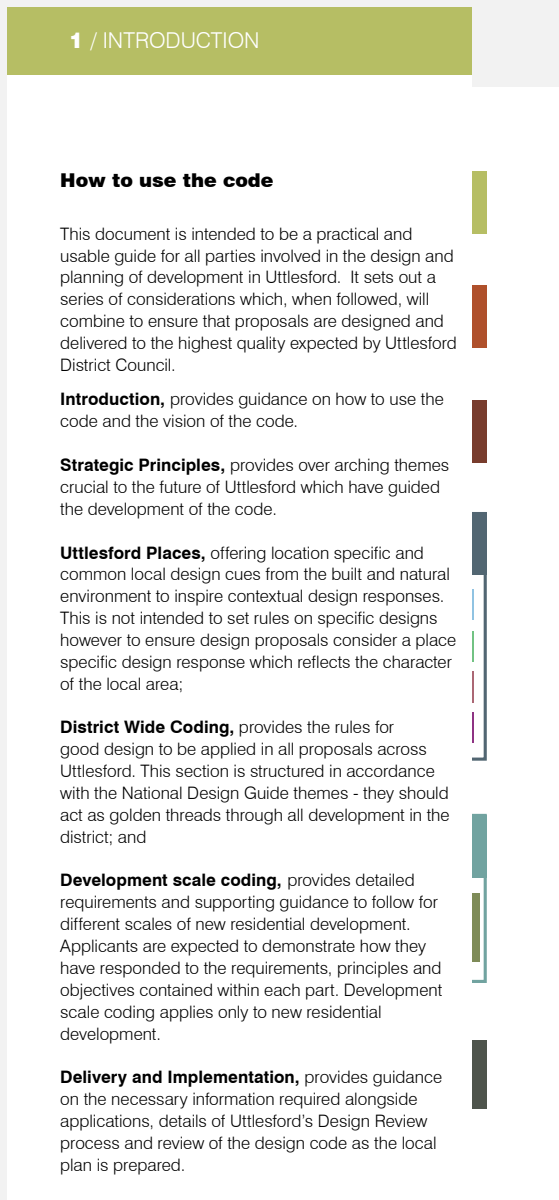 1 / INTRODUCTION
How to use the code
This document is intended to be a practical and
usable guide for all parties involved in the design and
planning of development in Uttlesford.  It sets out a
series of considerations which, when followed, will
combine to ensure that proposals are designed and
delivered to the highest quality expected by Uttlesford
District Council.
Introduction, provides guidance on how to use the
code and the vision of the code.
Strategic Principles, provides over arching themes
crucial to the future of Uttlesford which have guided
the development of the code.
Uttlesford Places, offering location specific and
common local design cues from the built and natural
environment to inspire contextual design responses.
This is not intended to set rules on specific designs
however to ensure design proposals consider a place
specific design response which reflects the character
of the local area;
District Wide Coding, provides the rules for
good design to be applied in all proposals across
Uttlesford. This section is structured in accordance
with the National Design Guide themes - they should
act as golden threads through all development in the
district; and
Development scale coding, provides detailed
requirements and supporting guidance to follow for
different scales of new residential development.
Applicants are expected to demonstrate how they
have responded to the requirements, principles and
objectives contained within each part. Development
scale coding applies only to new residential
development.
Delivery and Implementation, provides guidance
on the necessary information required alongside
applications, details of Uttlesford's Design Review
process and review of the design code as the local
plan is prepared.